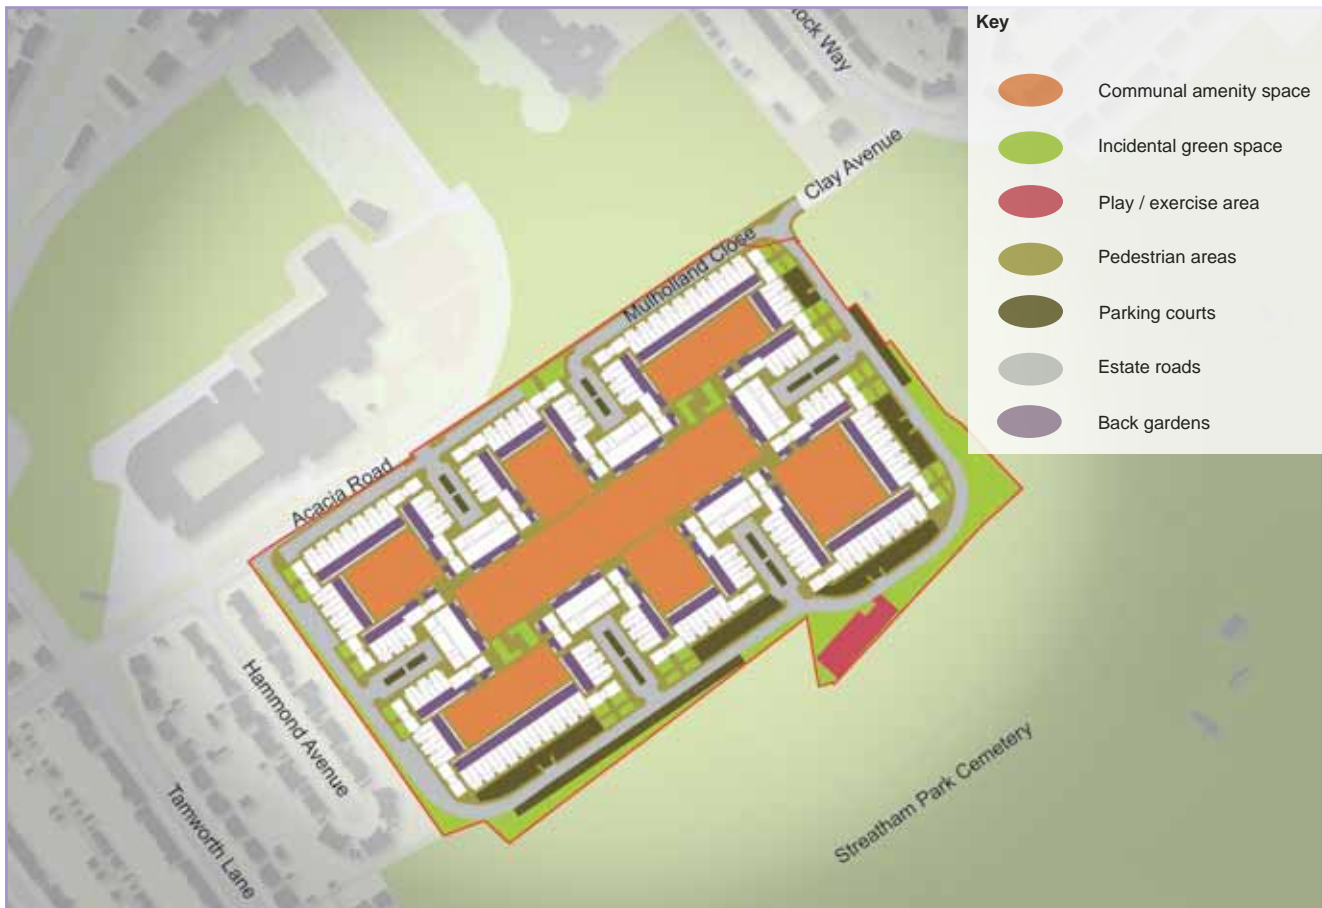 Key
Communal amenity space
Incidental green space
Play / exercise area
Pedestrian areas
Parking courts
Estate roads
Back gardens
Way
Clay Avenue
Mulholland Close
Acacia Road
Hammond Avenue
Tamworth Lane
Streatham Park Cemetery